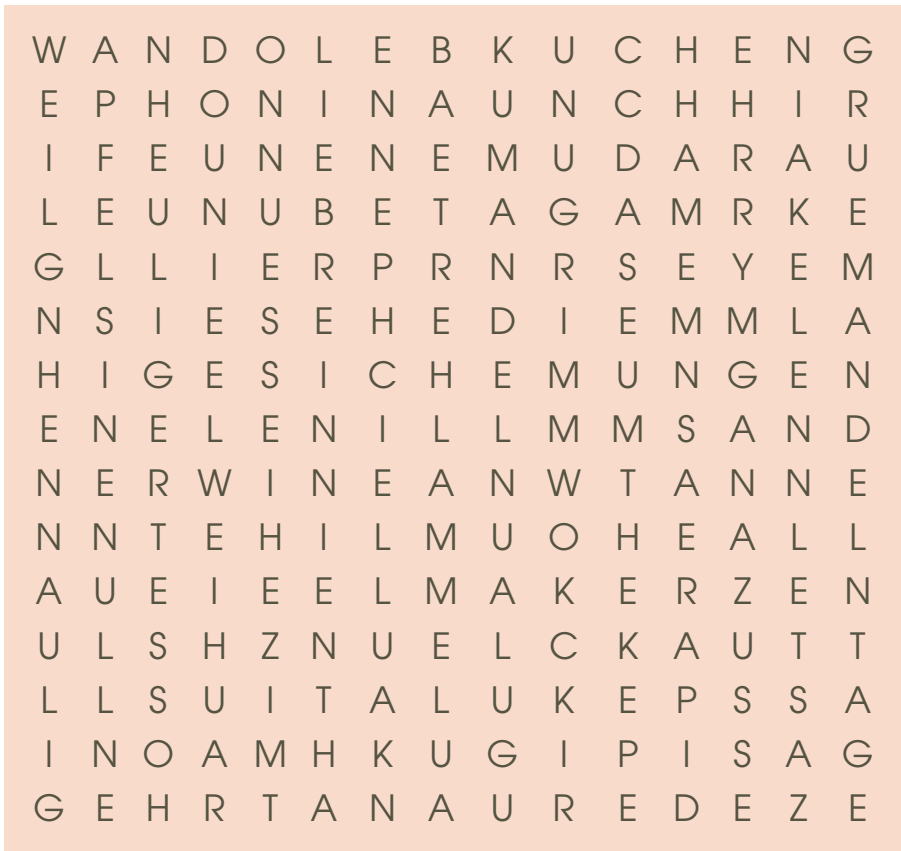 W A N D O L E B K U C H E N G
E P H O N I N A U N C H H I R
I F E U N E N E M U D A R A U
L E U N U B E T A G A M R K E
G L L I E R P R N R S E Y E M
N S I E S E H E D I E M M L A
H I G E S I C H E M U N G E N
E N E L E N I L L M M S A N D
N E R W I N E A N W T A N N E
N N T E H I L M U O H E A L L
A U E I E E L M A K E R Z E N
U L S H Z N U E L C K A U T T
L L S U I T A L U K E P S S A
I N O A M H K U G I P I S A G
G E H R T A N A U R E D E Z E